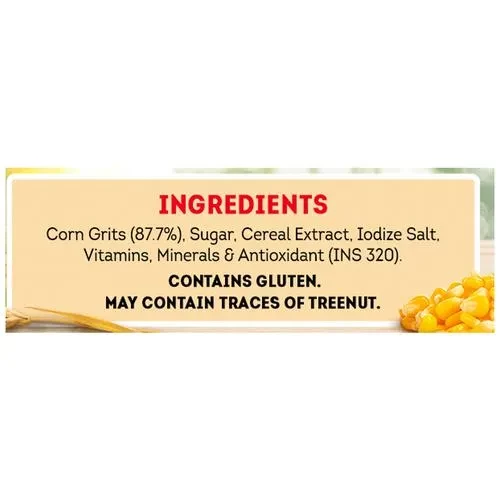 INGREDIENTS
Corn Grits (87.7%), Sugar, Cereal Extract, Iodize Salt,
Vitamins, Minerals & Antioxidant (INS 320).
CONTAINS GLUTEN.
MAY CONTAIN TRACES OF TREENUT.